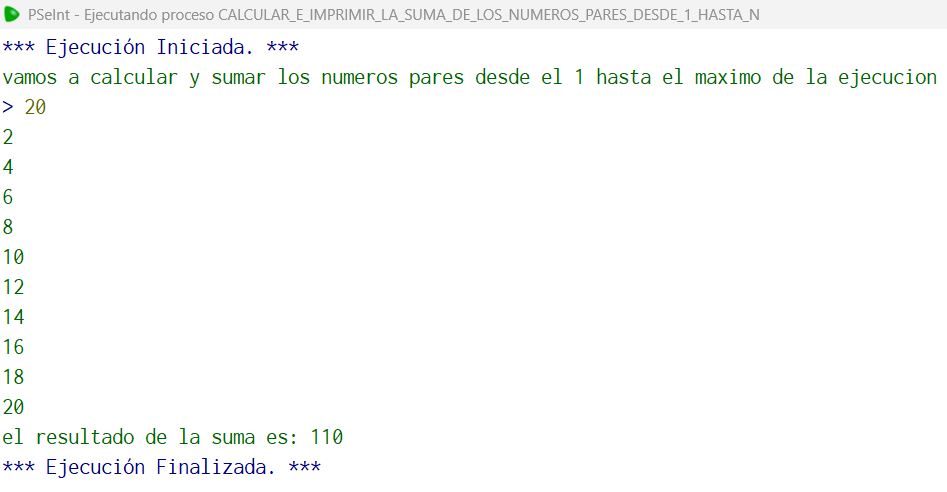 PSeInt - Ejecutando proceso CALCULAR_E_IMPRIMIR_LA_SUMA_DE_LOS_NUMEROS_PARES_DESDE_1_HASTA_N
*** Ejecución Iniciada. ***
vamos a calcular y sumar los numeros pares desde el 1 hasta el maximo de la ejecucion
> 20
2
4
6
8
10
12
14
16
18
20
el resultado de la suma es: 110
*** Ejecución Finalizada. ***